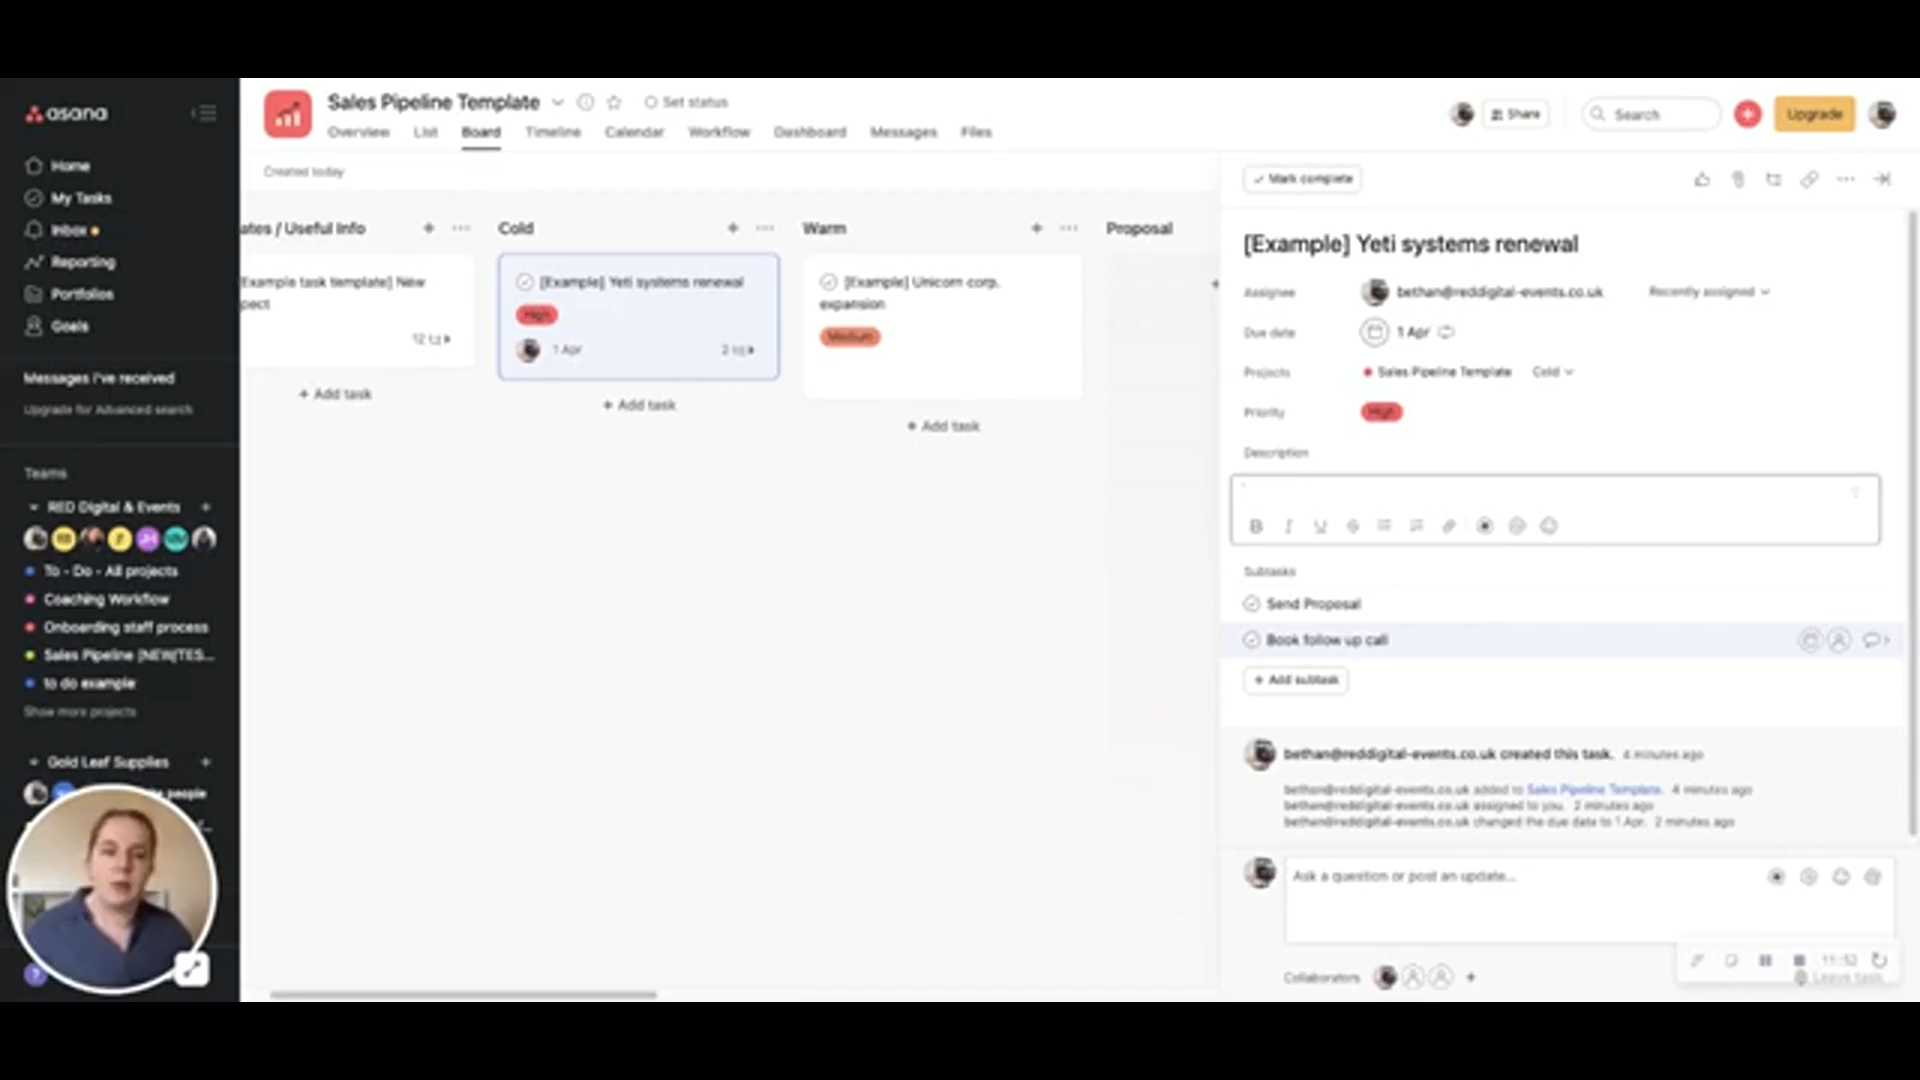 asana
Home
My Tasks
Inbox
Reporting
Portfolios
Goals
Messages I've received
Upgrade for Advanced search
Teams
RED Digital & Events
To - Do - All projects
Coaching Workflow
Onboarding staff process
Sales Pipeline [NEW[TES...
to do example
Show more projects
Gold Leaf Supplies
people
Sales Pipeline Template
Set status
Overview List Board Timeline Calendar Workflow Dashboard Messages Files
Share
Search
Upgrade
Created today
ates / Useful Info
Example task template] New
pect
12
+ Add task
Cold
[Example] Yeti systems renewal
High
1 Apr
2
+ Add task
Warm
[Example] Unicorn corp.
expansion
Medium
+ Add task
Proposal
Mark complete
[Example] Yeti systems renewal
Assignee bethan@reddigital-events.co.uk Recently assigned
Due date 1 Apr
Projects Sales Pipeline Template Cold
Priority High
Description
Subtasks
Send Proposal
Book follow up call
+ Add subtask
bethan@reddigital-events.co.uk created this task. 4 minutes ago
bethan@reddigital-events.co.uk added to Sales Pipeline Template. 4 minutes ago
bethan@reddigital-events.co.uk assigned to you. 2 minutes ago
bethan@reddigital-events.co.uk changed the due date to 1 Apr. 2 minutes ago
Ask a question or post an update...
11:52
Collaborators
Leave task